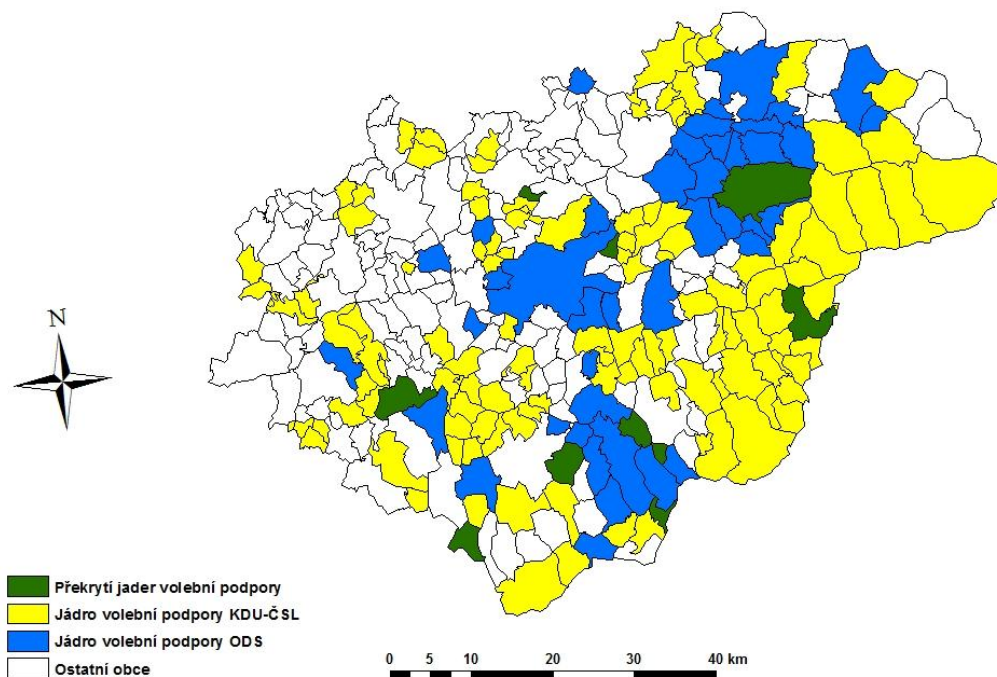 N
Překrytí jader volební podpory
Jádro volební podpory KDU-ČSL
Jádro volební podpory ODS
Ostatní obce
0 5 10 20 30 40 km